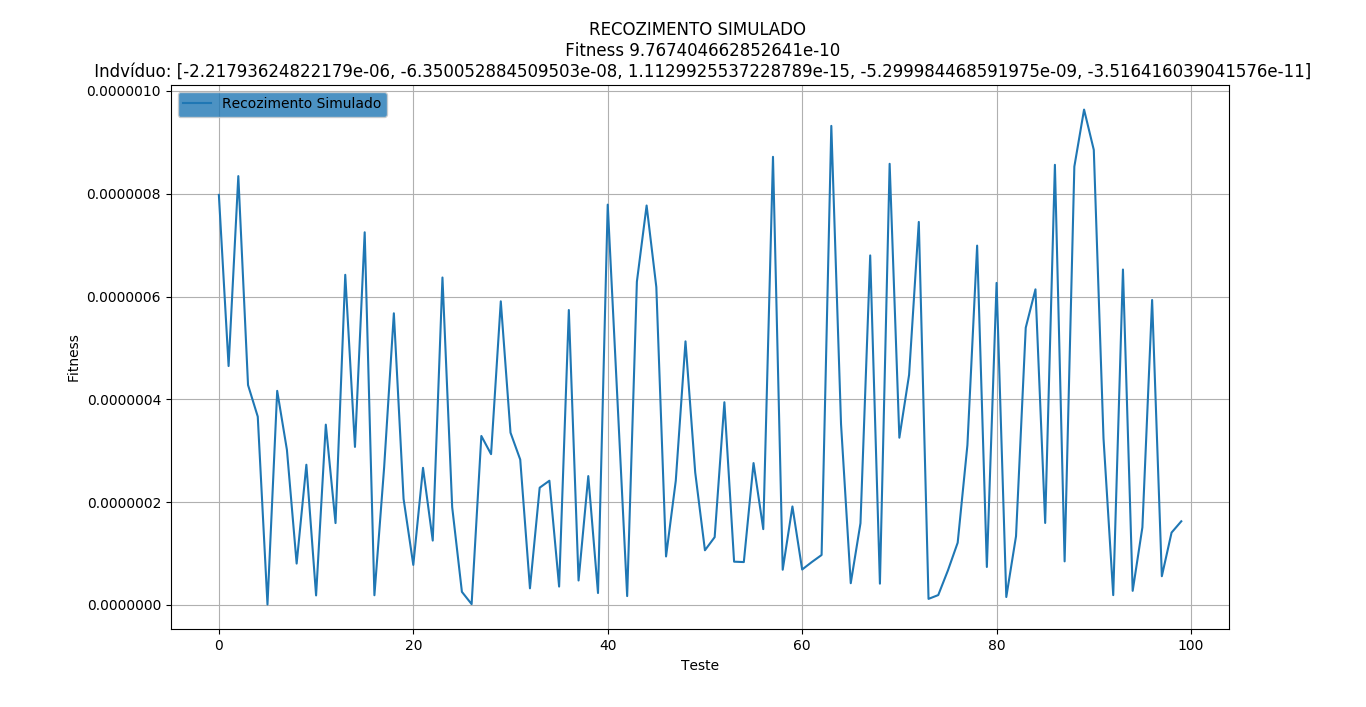 RECOZIMENTO SIMULADO
Fitness 9.767404662852641e-10
Indvíduo: [-2.21793624822179e-06, -6.350052884509503e-08, 1.1129925537228789e-15, -5.299984468591975e-09, -3.516416039041576e-11]
Recozimento Simulado
0.0000010
0.0000008
0.0000006
0.0000004
0.0000002
0.0000000
Fitness
0 20 40 60 80 100
Teste